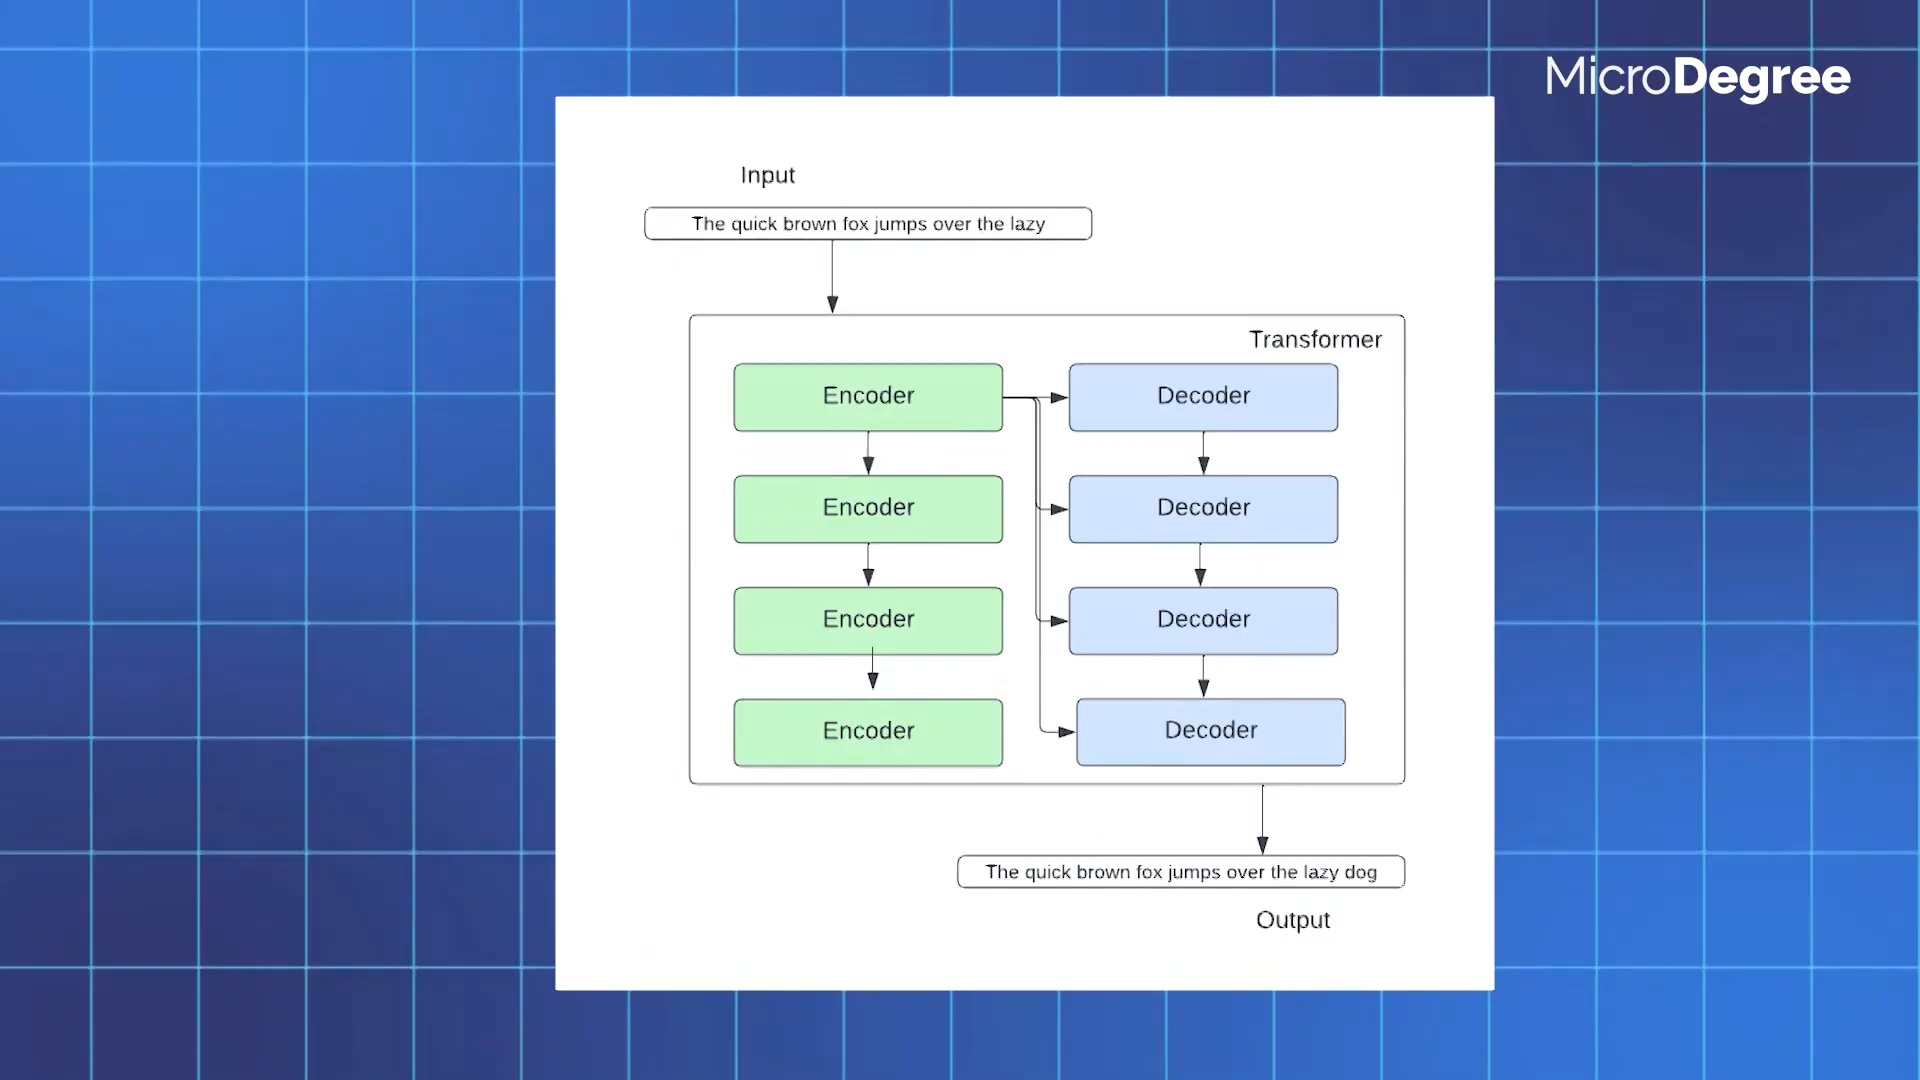 MicroDegree
Input
The quick brown fox jumps over the lazy
Transformer
Encoder
Decoder
Encoder
Decoder
Encoder
Decoder
Encoder
Decoder
The quick brown fox jumps over the lazy dog
Output